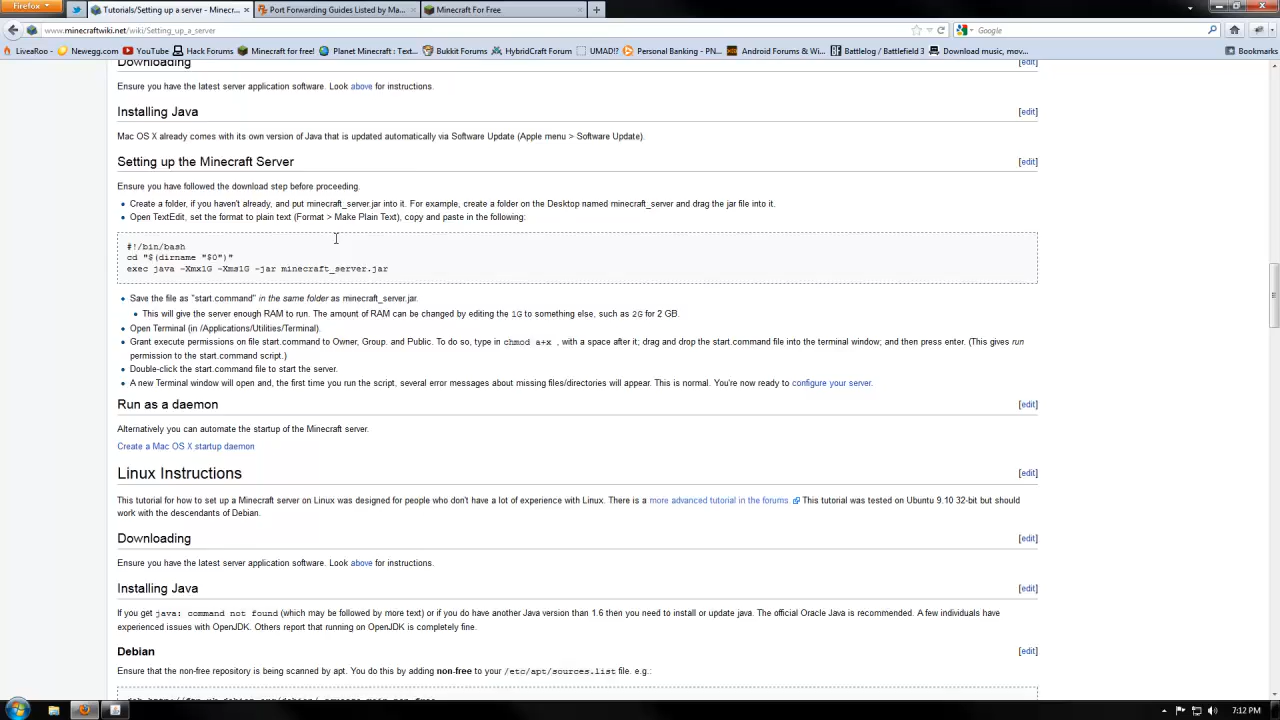 Firefox
Tutorials/Setting up a server - Minecr...
Port Forwarding Guides Listed by Ma...
Minecraft For Free
www.minecraftwiki.net/wiki/Setting_up_a_server
Google
LiveaRoo
Newegg.com
YouTube
Hack Forums
Minecraft for free!
Planet Minecraft : Text...
Bukkit Forums
HybridCraft Forum
UMAD!?
Personal Banking - PN...
Android Forums & Wi...
Battlelog / Battlefield 3
Download music, mov...
Bookmarks
Downloading [edit]
Ensure you have the latest server application software. Look above for instructions.
Installing Java [edit]
Mac OS X already comes with its own version of Java that is updated automatically via Software Update (Apple menu > Software Update).
Setting up the Minecraft Server [edit]
Ensure you have followed the download step before proceeding.
Create a folder, if you haven't already, and put minecraft_server.jar into it. For example, create a folder on the Desktop named minecraft_server and drag the jar file into it.
Open TextEdit, set the format to plain text (Format > Make Plain Text), copy and paste in the following:
#!/bin/bash
cd "$(dirname "$0")"
exec java -Xmx1G -Xms1G -jar minecraft_server.jar
Save the file as "start.command" in the same folder as minecraft_server.jar.
This will give the server enough RAM to run. The amount of RAM can be changed by editing the 1G to something else, such as 2G for 2 GB.
Open Terminal (in /Applications/Utilities/Terminal).
Grant execute permissions on file start.command to Owner, Group. and Public. To do so, type in chmod a+x , with a space after it; drag and drop the start.command file into the terminal window; and then press enter. (This gives run
permission to the start.command script.)
Double-click the start.command file to start the server.
A new Terminal window will open and, the first time you run the script, several error messages about missing files/directories will appear. This is normal. You're now ready to configure your server.
Run as a daemon [edit]
Alternatively you can automate the startup of the Minecraft server.
Create a Mac OS X startup daemon
Linux Instructions [edit]
This tutorial for how to set up a Minecraft server on Linux was designed for people who don't have a lot of experience with Linux. There is a more advanced tutorial in the forums This tutorial was tested on Ubuntu 9.10 32-bit but should
work with the descendants of Debian.
Downloading [edit]
Ensure you have the latest server application software. Look above for instructions.
Installing Java [edit]
If you get java: command not found (which may be followed by more text) or if you do have another Java version than 1.6 then you need to install or update java. The official Oracle Java is recommended. A few individuals have
experienced issues with OpenJDK. Others report that running on OpenJDK is completely fine.
Debian [edit]
Ensure that the non-free repository is being scanned by apt. You do this by adding non-free to your /etc/apt/sources.list file. e.g.:
7:12 PM